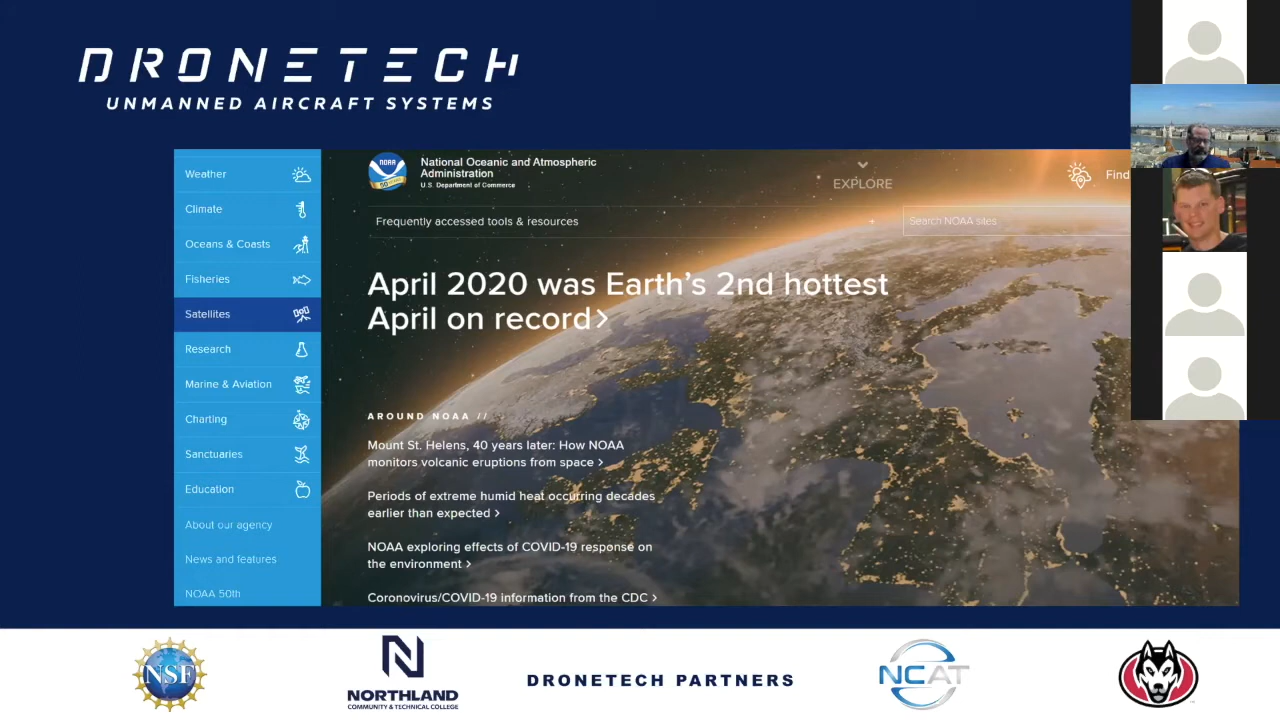 DRONETECH
UNMANNED AIRCRAFT SYSTEMS
Weather
Climate
Oceans & Coasts
Fisheries
Satellites
Research
Marine & Aviation
Charting
Sanctuaries
Education
About our agency
News and features
NOAA 50th
NOAA
National Oceanic and Atmospheric
Administration
U.S. Department of Commerce
EXPLORE
Find
Frequently accessed tools & resources
Search NOAA sites
April 2020 was Earth's 2nd hottest
April on record>
AROUND NOAA //
Mount St. Helens, 40 years later: How NOAA
monitors volcanic eruptions from space >
Periods of extreme humid heat occurring decades
earlier than expected >
NOAA exploring effects of COVID-19 response on
the environment >
Coronovirus/COVID-19 information from the CDC >
NSF
NORTHLAND
COMMUNITY & TECHNICAL COLLEGE
DRONETECH PARTNERS
NCAT